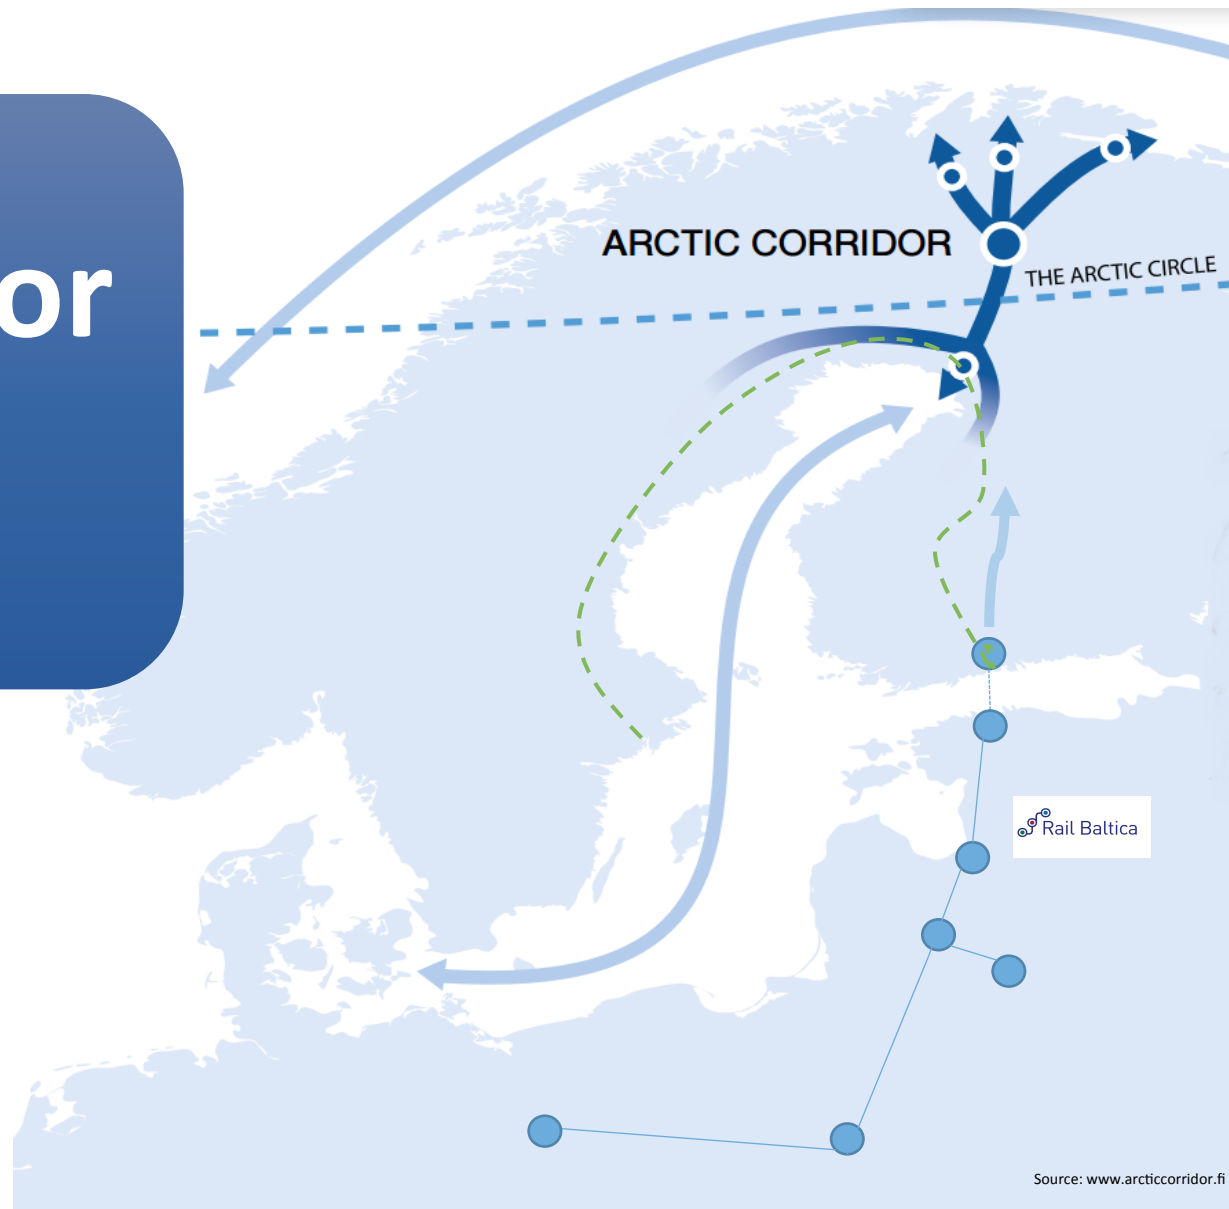 or
ARCTIC CORRIDOR
THE ARCTIC CIRCLE
Rail Baltica
Source: www.arcticcorridor.fi